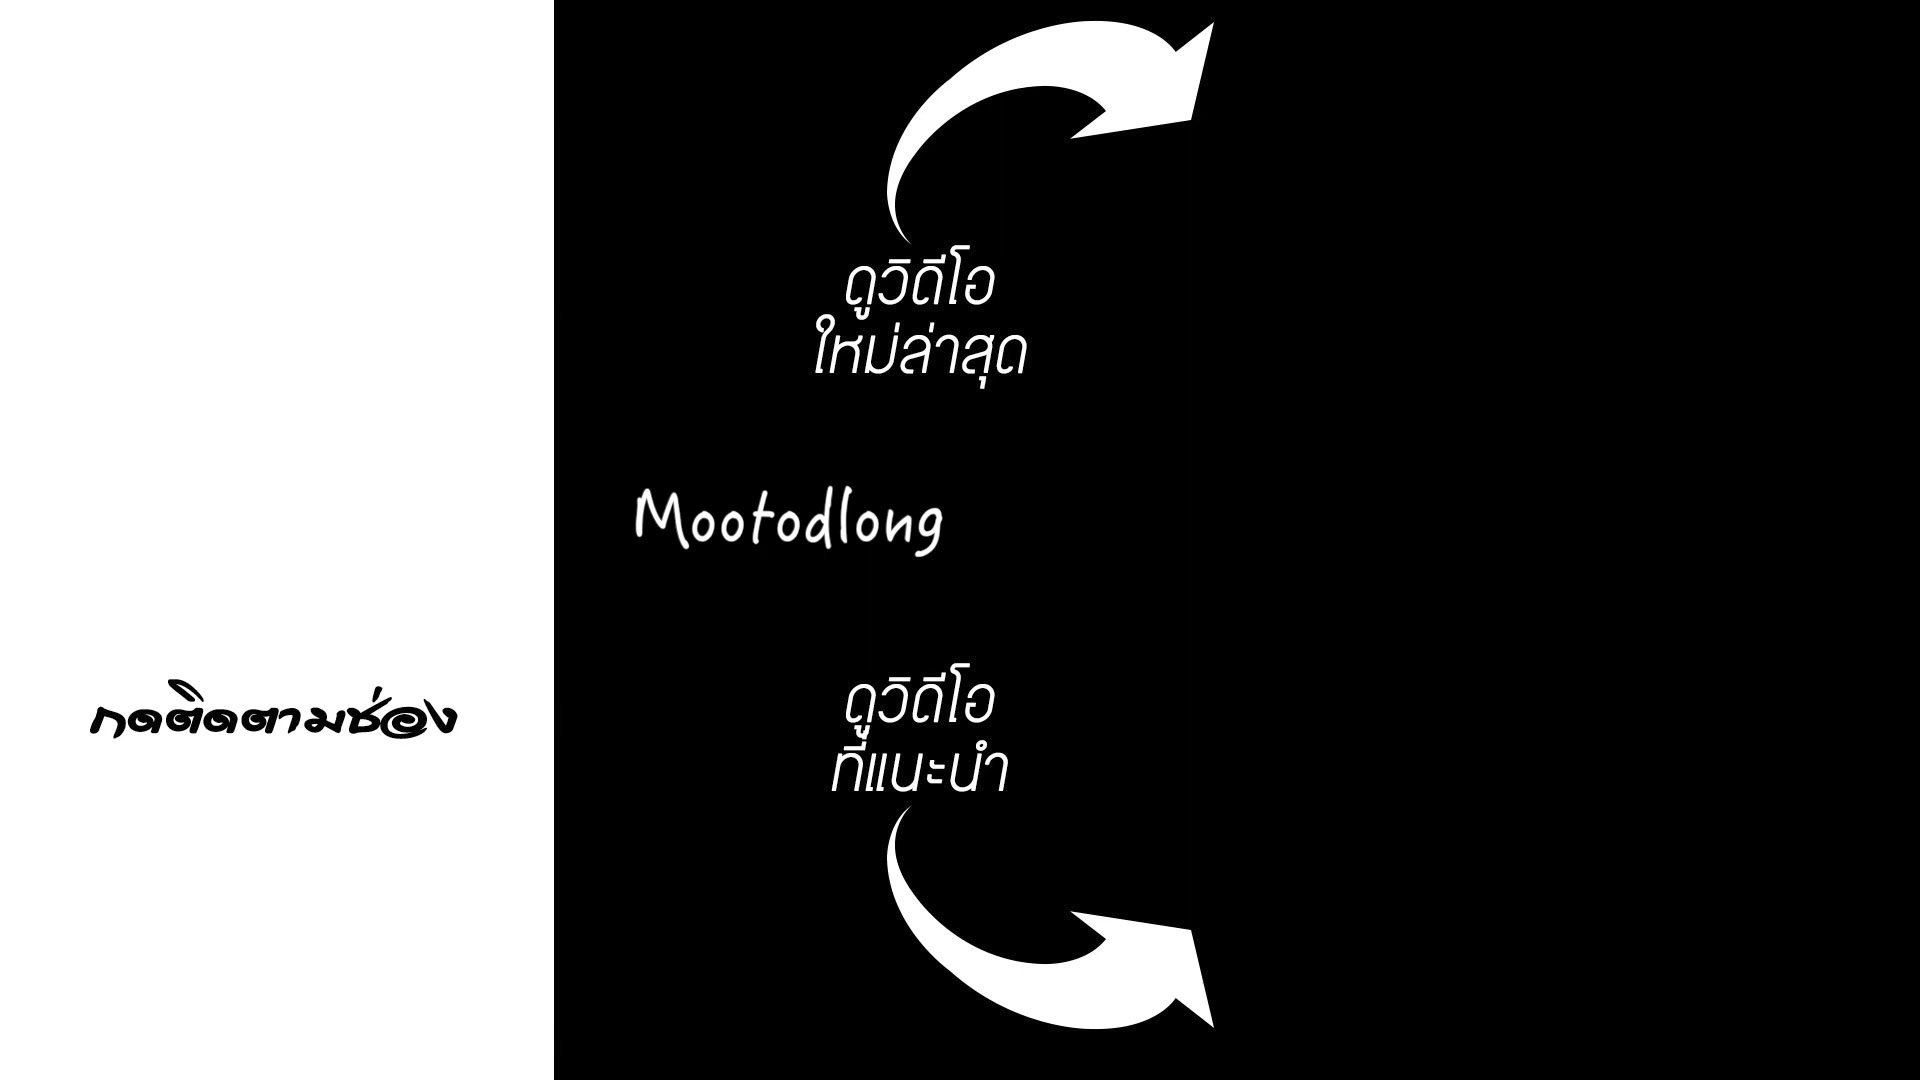 ดูวิดีโอ
ใหม่ล่าสุด
Mootodlong
กดติดตามช่อง
ดูวิดีโอ
ที่แนะนำ